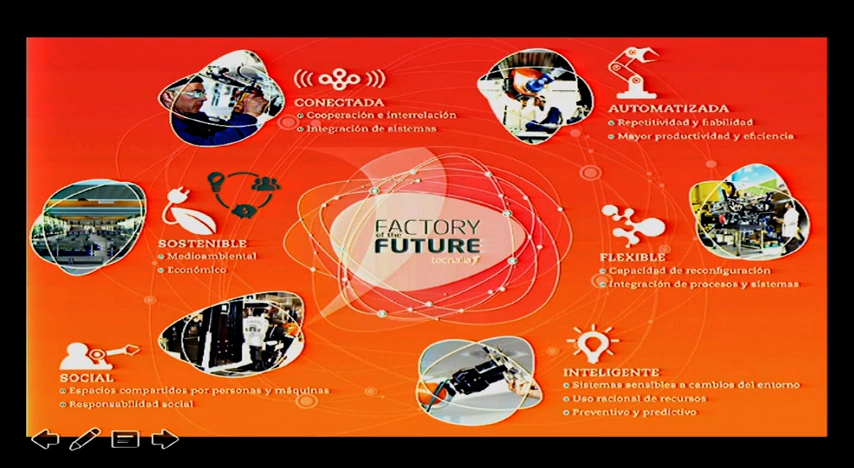 CONECTADA
Cooperación e interrelación
Integración de sistemas
AUTOMATIZADA
Repetitividad y fiabilidad
Mayor productividad y eficiencia
SOSTENIBLE
Medioambiental
Económico
FACTORY
of the
FUTURE
tecnalia
FLEXIBLE
Capacidad de reconfiguración
Integración de procesos y sistemas
SOCIAL
Espacios compartidos por personas y máquinas
Responsabilidad social
INTELIGENTE
Sistemas sensibles a cambios del entorno
Uso racional de recursos
Preventivo y predictivo